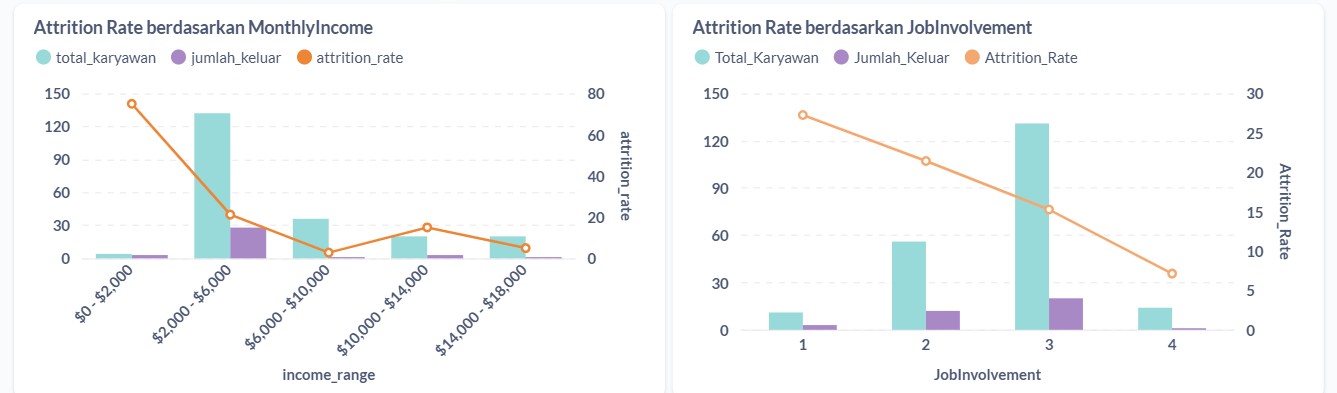 Attrition Rate berdasarkan MonthlyIncome
total_karyawan jumlah_keluar attrition_rate
150
120
90
60
30
0
80
60
40
20
0
attrition_rate
$0 - $2,000
$2,000 - $6,000
$6,000 - $10,000
$10,000 - $14,000
$14,000 - $18,000
income_range
Attrition Rate berdasarkan JobInvolvement
Total_Karyawan Jumlah_Keluar Attrition_Rate
150
120
90
60
30
0
30
25
20
15
10
5
0
Attrition_Rate
1 2 3 4
JobInvolvement